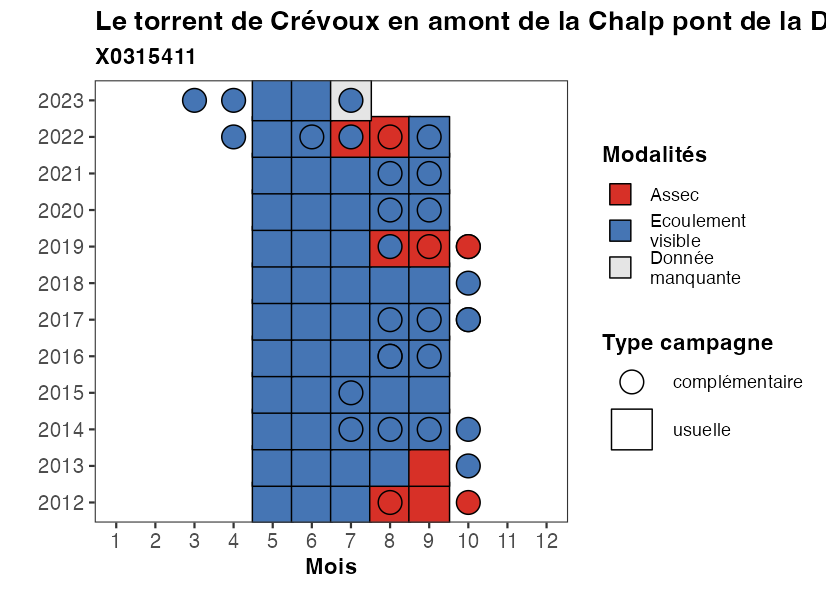 Le torrent de Crévoux en amont de la Chalp pont de la D
X0315411
2023
2022
2021
2020
2019
2018
2017
2016
2015
2014
2013
2012
1 2 3 4 5 6 7 8 9 10 11 12
Mois
Modalités
Assec
Ecoulement
visible
Donnée
manquante
Type campagne
complémentaire
usuelle